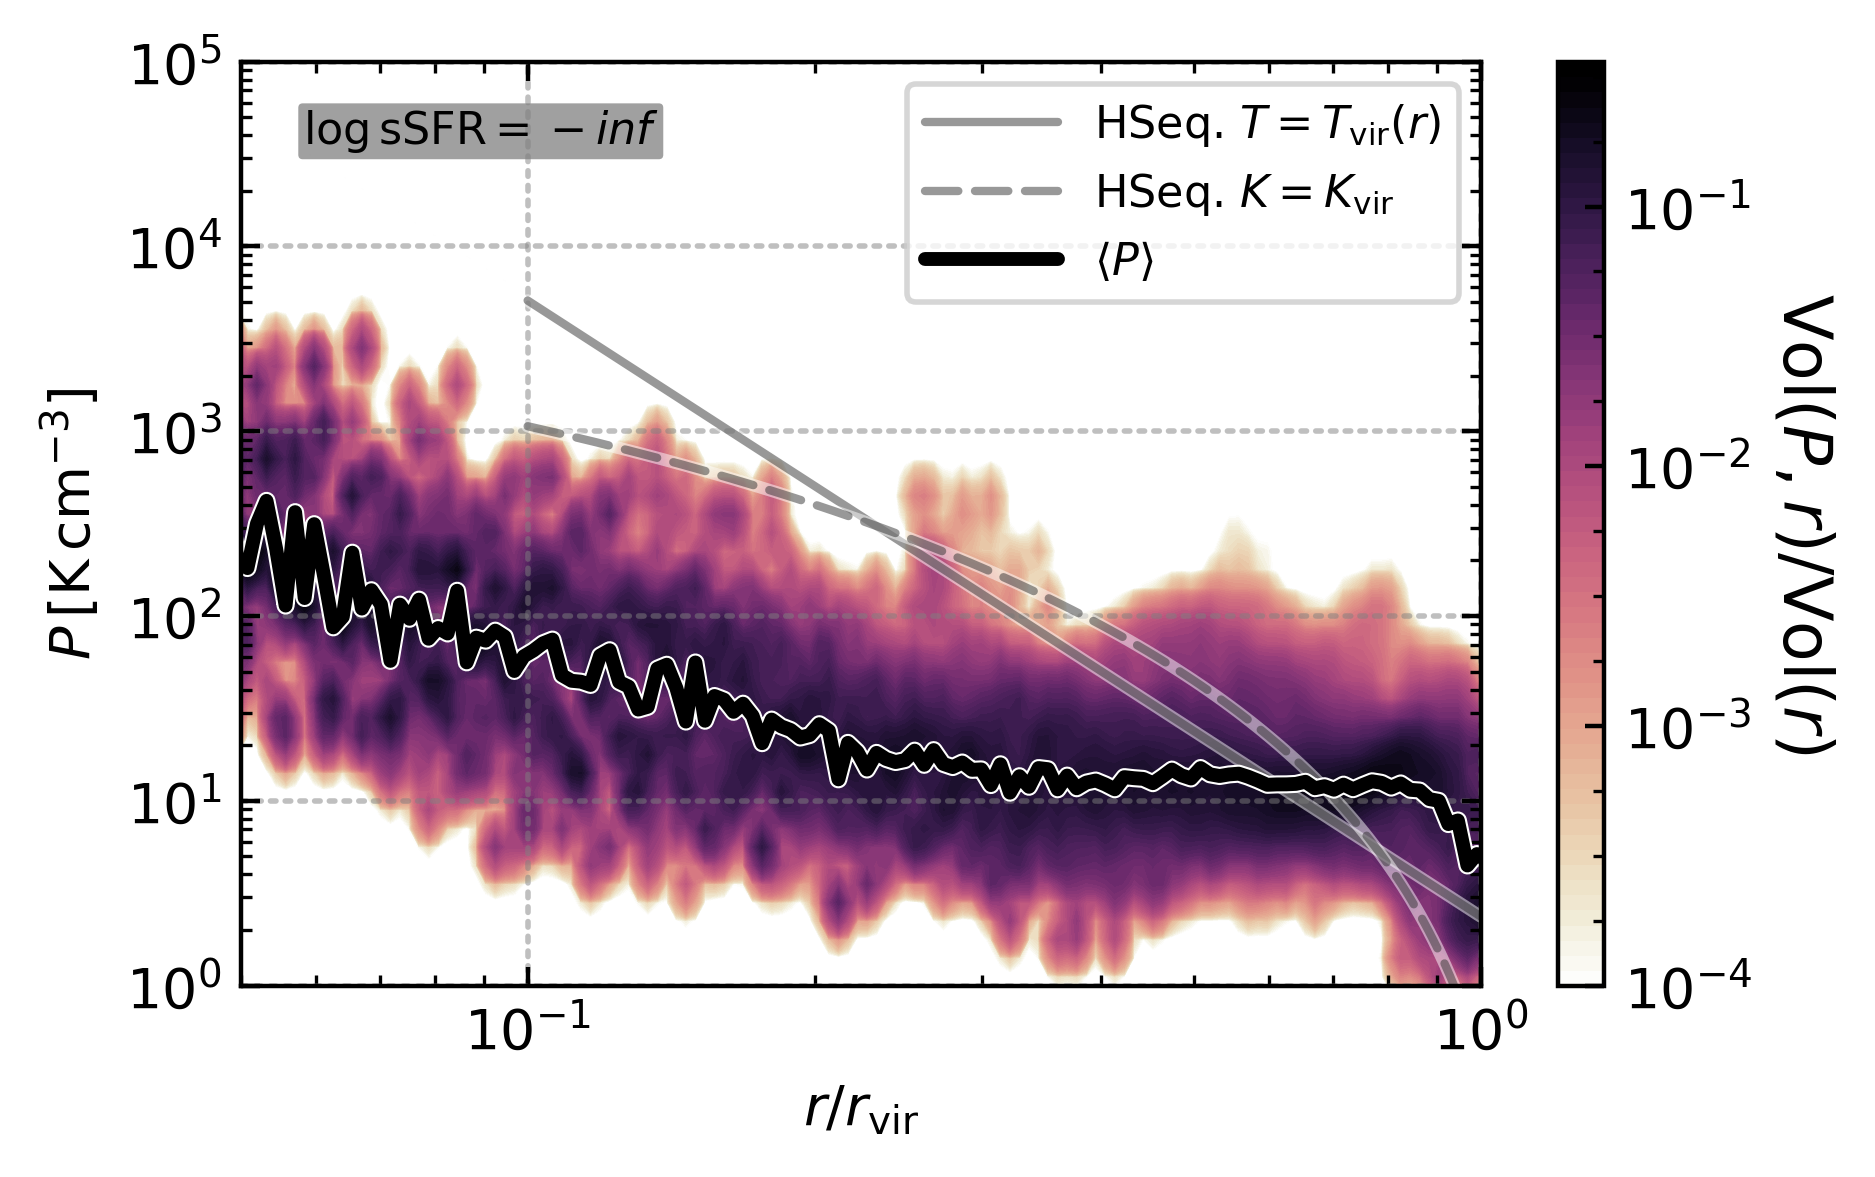 log sSFR = −inf
HSeq. T = T_vir(r)
HSeq. K = K_vir
⟨P⟩
10^5
10^4
10^3
10^2
10^1
10^0
P [K cm^−3]
10^−1
10^0
r/r_vir
10^−1
10^−2
10^−3
10^−4
Vol(P, r)/Vol(r)